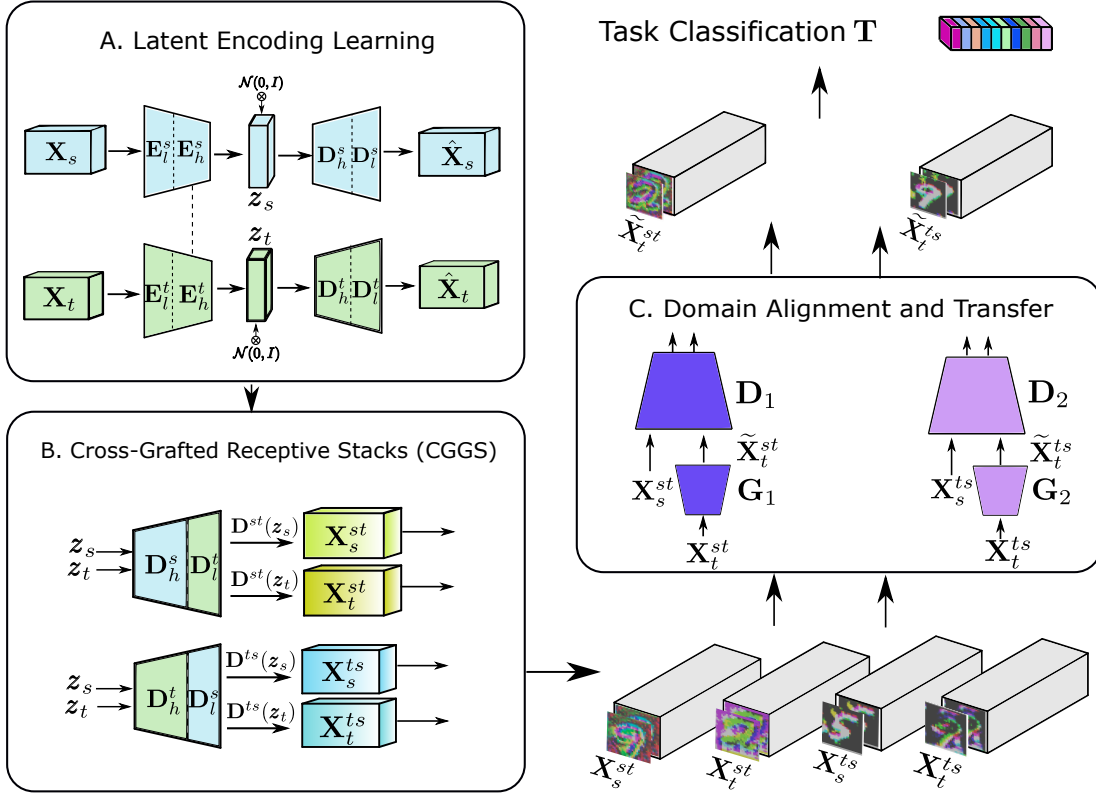 A. Latent Encoding Learning
𝒩(0, I)
⊗
X_s
E_l^s E_h^s
D_h^s D_l^s
X̂_s
z_s
z_t
X_t
E_l^t E_h^t
D_h^t D_l^t
X̂_t
⊗
𝒩(0, I)
B. Cross-Grafted Receptive Stacks (CGGS)
z_s
z_t
D_h^s D_l^t
D^{st}(z_s)
X_s^{st}
D^{st}(z_t)
X_t^{st}
z_s
z_t
D_h^t D_l^s
D^{ts}(z_s)
X_s^{ts}
D^{ts}(z_t)
X_t^{ts}
Task Classification T
X̃_t^{st}
X̃_t^{ts}
C. Domain Alignment and Transfer
D_1
X̃_t^{st}
X_s^{st}
G_1
X_t^{st}
D_2
X̃_t^{ts}
X_s^{ts}
G_2
X_t^{ts}
X_s^{st}
X_t^{st}
X_s^{ts}
X_t^{ts}